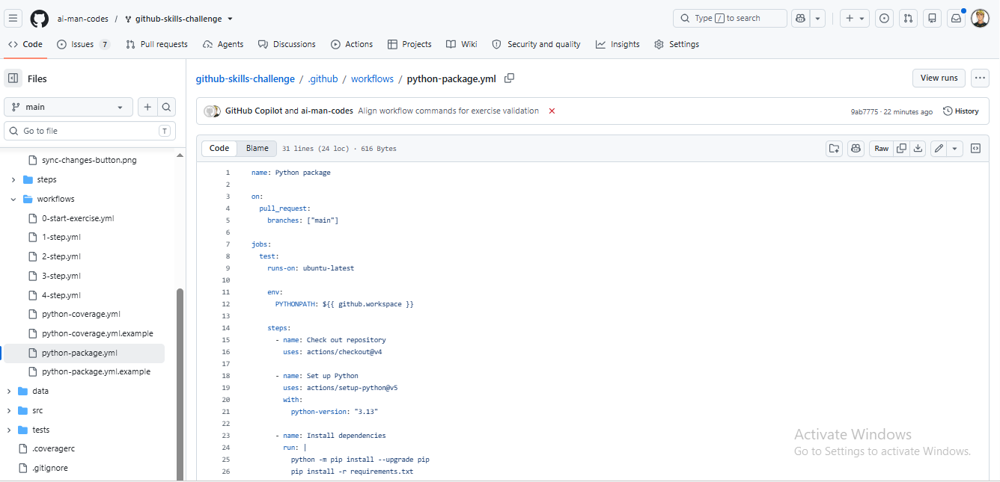 ai-man-codes / github-skills-challenge
Type / to search
Code Issues 7 Pull requests Agents Discussions Actions Projects Wiki Security and quality Insights Settings
Files
main
Go to file T
sync-changes-button.png
steps
workflows
0-start-exercise.yml
1-step.yml
2-step.yml
3-step.yml
4-step.yml
python-coverage.yml
python-coverage.yml.example
python-package.yml
python-package.yml.example
data
src
tests
.coveragerc
.gitignore
github-skills-challenge / .github / workflows / python-package.yml
View runs
GitHub Copilot and ai-man-codes Align workflow commands for exercise validation
9ab7775 · 22 minutes ago History
Code Blame 31 lines (24 loc) · 616 Bytes
Raw
1 name: Python package
2
3 on:
4 pull_request:
5 branches: ["main"]
6
7 jobs:
8 test:
9 runs-on: ubuntu-latest
10
11 env:
12 PYTHONPATH: ${{ github.workspace }}
13
14 steps:
15 - name: Check out repository
16 uses: actions/checkout@v4
17
18 - name: Set up Python
19 uses: actions/setup-python@v5
20 with:
21 python-version: "3.13"
22
23 - name: Install dependencies
24 run: |
25 python -m pip install --upgrade pip
26 pip install -r requirements.txt
Activate Windows
Go to Settings to activate Windows.